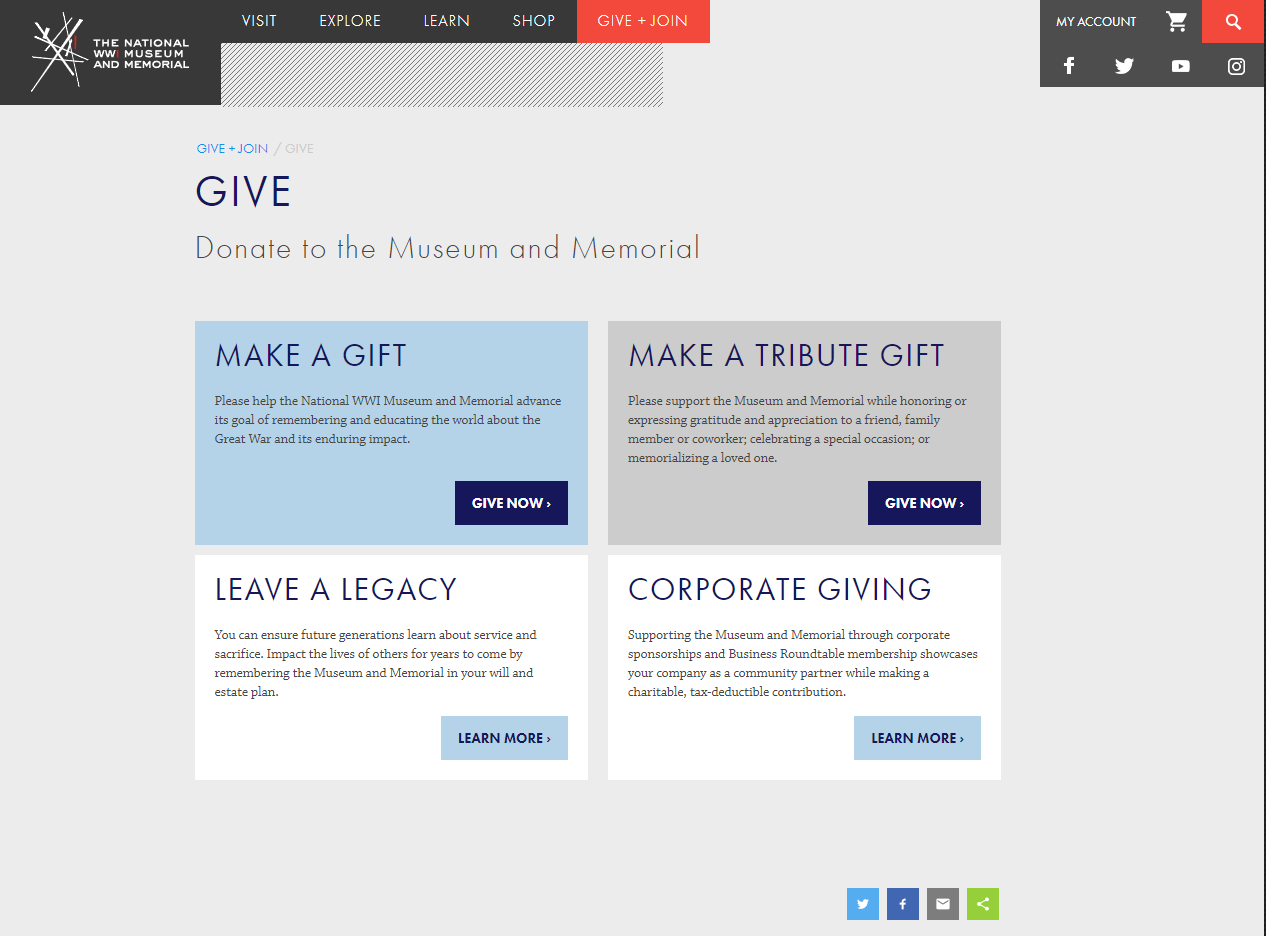 THE NATIONAL
WWI MUSEUM
AND MEMORIAL
VISIT EXPLORE LEARN SHOP GIVE + JOIN
MY ACCOUNT
GIVE + JOIN / GIVE
GIVE
Donate to the Museum and Memorial
MAKE A GIFT
Please help the National WWI Museum and Memorial advance
its goal of remembering and educating the world about the
Great War and its enduring impact.
GIVE NOW ›
MAKE A TRIBUTE GIFT
Please support the Museum and Memorial while honoring or
expressing gratitude and appreciation to a friend, family
member or coworker; celebrating a special occasion; or
memorializing a loved one.
GIVE NOW ›
LEAVE A LEGACY
You can ensure future generations learn about service and
sacrifice. Impact the lives of others for years to come by
remembering the Museum and Memorial in your will and
estate plan.
LEARN MORE ›
CORPORATE GIVING
Supporting the Museum and Memorial through corporate
sponsorships and Business Roundtable membership showcases
your company as a community partner while making a
charitable, tax-deductible contribution.
LEARN MORE ›